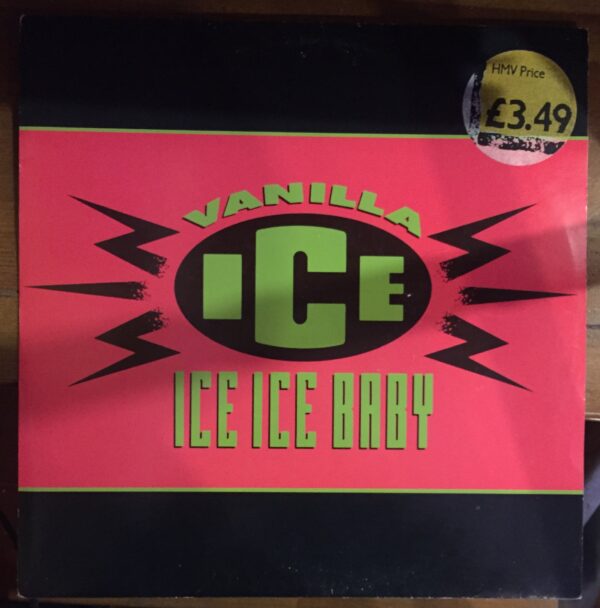 HMV Price
£3.49
VANILLA
ICE
ICE ICE BABY